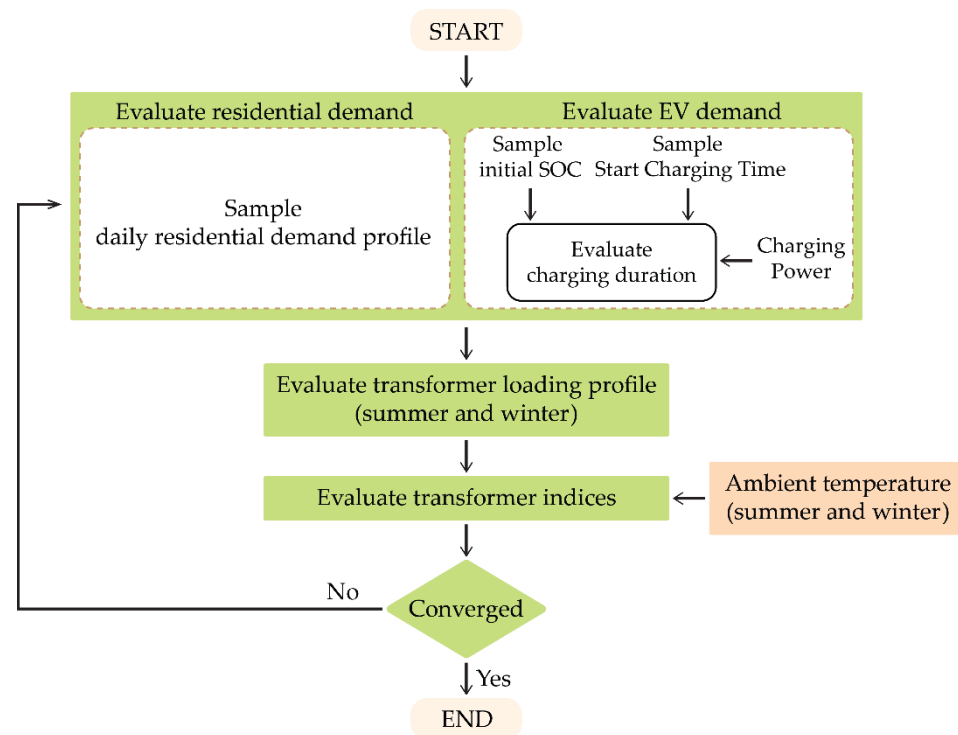 START
Evaluate residential demand
Evaluate EV demand
Sample
daily residential demand profile
Sample
initial SOC
Sample
Start Charging Time
Evaluate
charging duration
Charging
Power
Evaluate transformer loading profile
(summer and winter)
Evaluate transformer indices
Ambient temperature
(summer and winter)
No
Converged
Yes
END